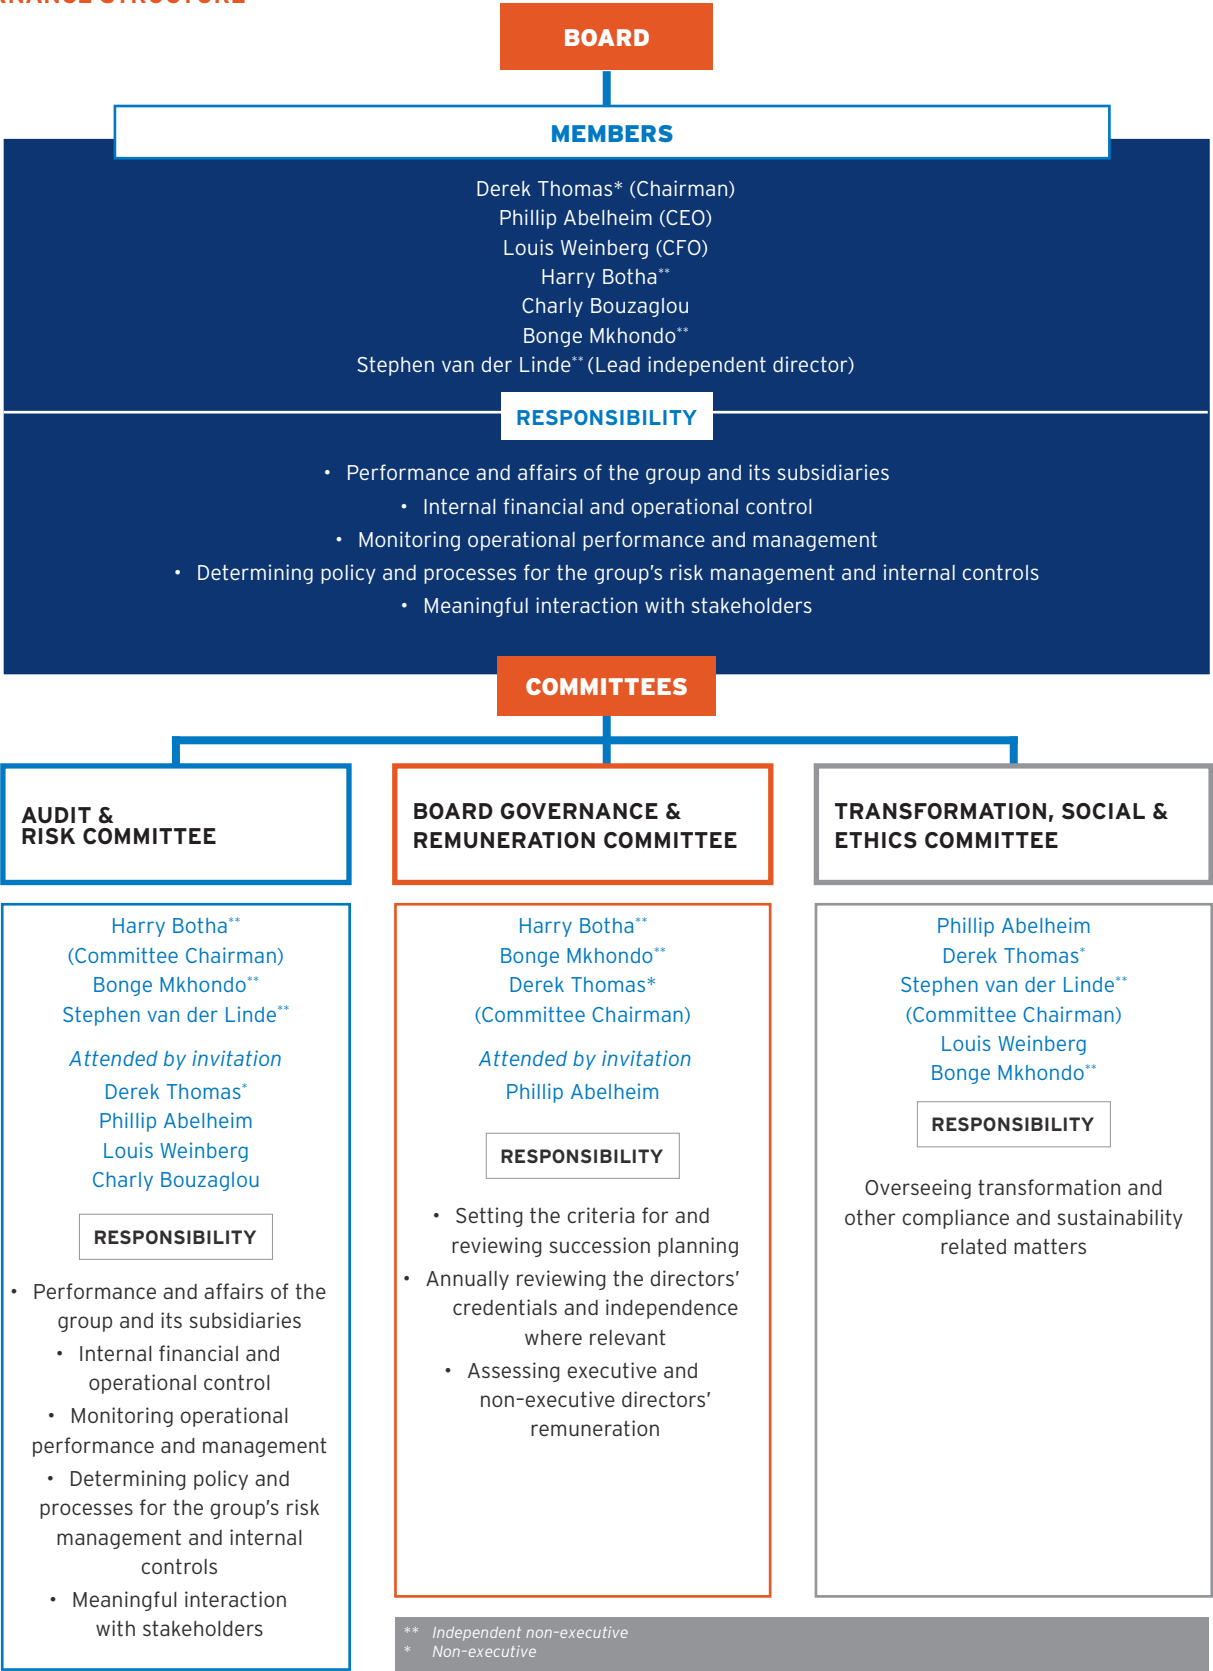 BOARD
MEMBERS
Derek Thomas* (Chairman)
Phillip Abelheim (CEO)
Louis Weinberg (CFO)
Harry Botha**
Charly Bouzaglou
Bonge Mkhondo**
Stephen van der Linde** (Lead independent director)
RESPONSIBILITY
• Performance and affairs of the group and its subsidiaries
• Internal financial and operational control
• Monitoring operational performance and management
• Determining policy and processes for the group's risk management and internal controls
• Meaningful interaction with stakeholders
COMMITTEES
AUDIT &
RISK COMMITTEE
Harry Botha**
(Committee Chairman)
Bonge Mkhondo**
Stephen van der Linde**
Attended by invitation
Derek Thomas*
Phillip Abelheim
Louis Weinberg
Charly Bouzaglou
RESPONSIBILITY
• Performance and affairs of the
group and its subsidiaries
• Internal financial and
operational control
• Monitoring operational
performance and management
• Determining policy and
processes for the group's risk
management and internal
controls
• Meaningful interaction
with stakeholders
BOARD GOVERNANCE &
REMUNERATION COMMITTEE
Harry Botha**
Bonge Mkhondo**
Derek Thomas*
(Committee Chairman)
Attended by invitation
Phillip Abelheim
RESPONSIBILITY
• Setting the criteria for and
reviewing succession planning
• Annually reviewing the directors'
credentials and independence
where relevant
• Assessing executive and
non-executive directors'
remuneration
TRANSFORMATION, SOCIAL &
ETHICS COMMITTEE
Phillip Abelheim
Derek Thomas*
Stephen van der Linde**
(Committee Chairman)
Louis Weinberg
Bonge Mkhondo**
RESPONSIBILITY
Overseeing transformation and
other compliance and sustainability
related matters
** Independent non-executive
* Non-executive